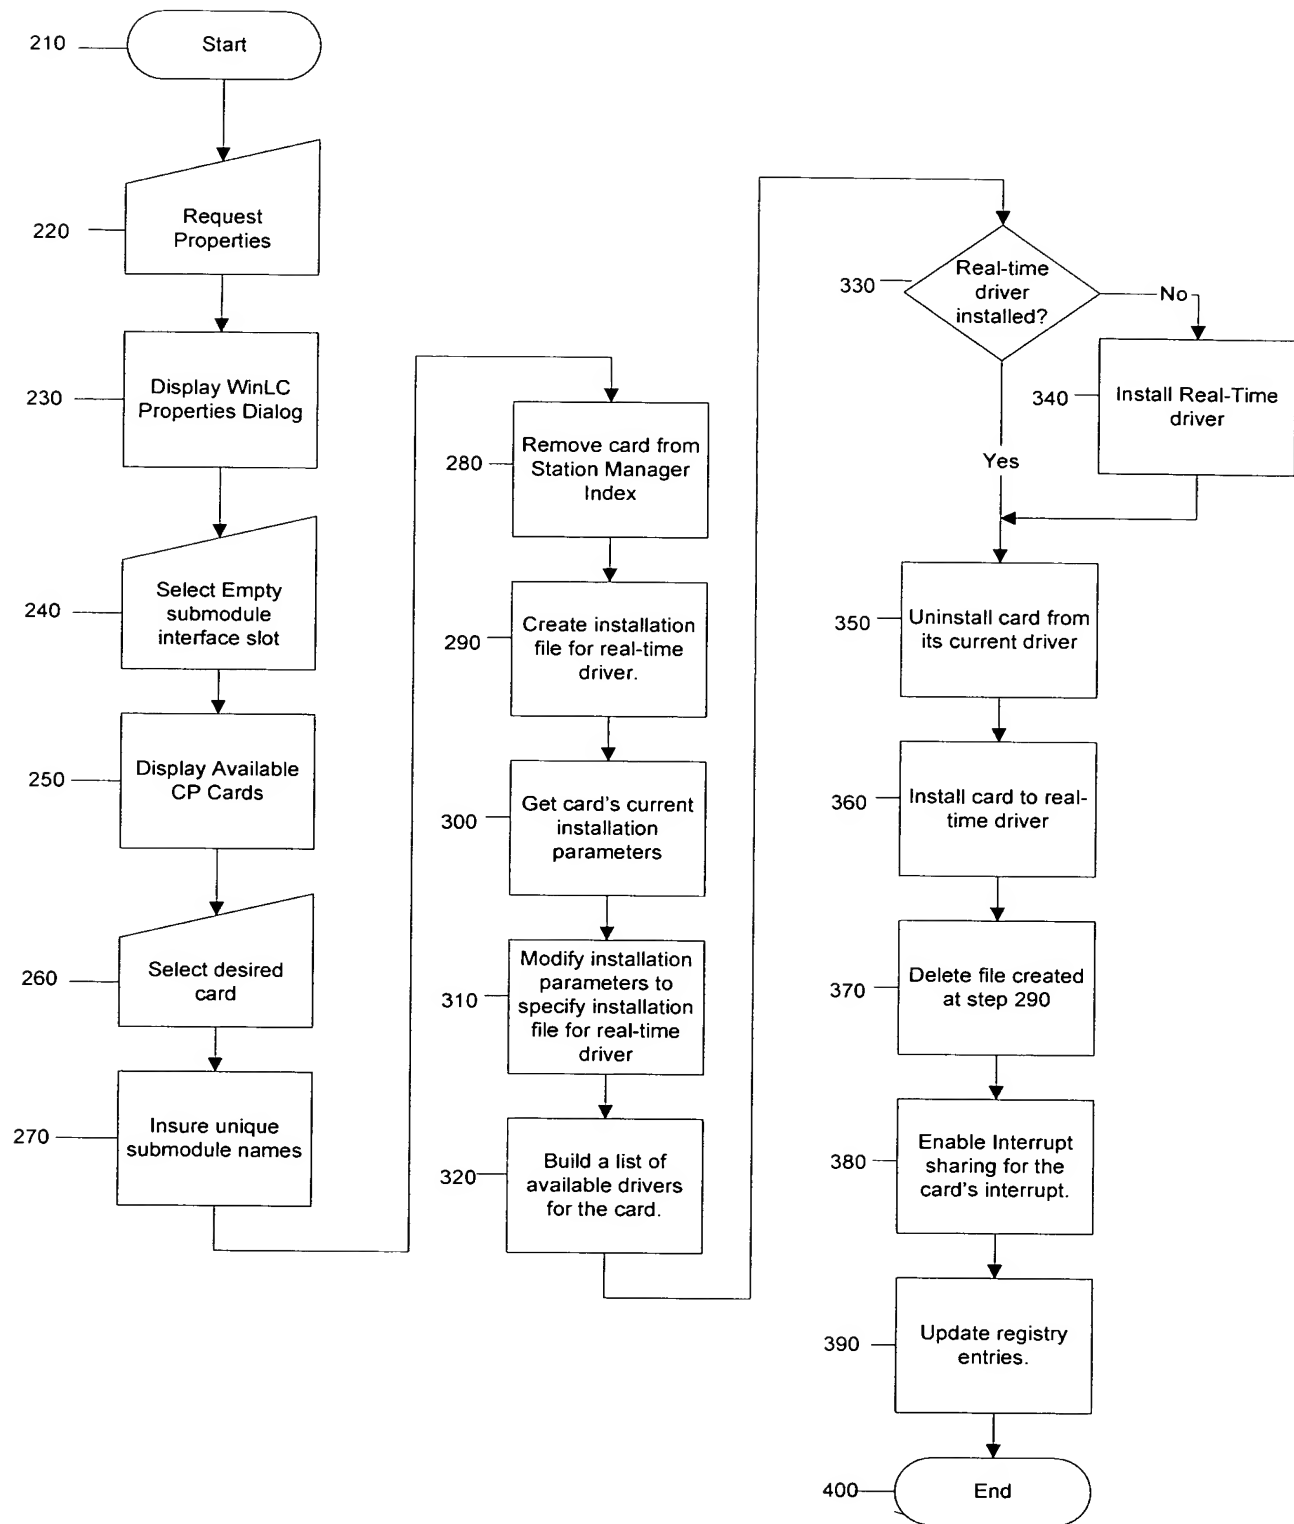 210
Start
220
Request
Properties
230
Display WinLC
Properties Dialog
240
Select Empty
submodule
interface slot
250
Display Available
CP Cards
260
Select desired
card
270
Insure unique
submodule names
280
Remove card from
Station Manager
Index
290
Create installation
file for real-time
driver.
300
Get card's current
installation
parameters
310
Modify installation
parameters to
specify installation
file for real-time
driver
320
Build a list of
available drivers
for the card.
330
Real-time
driver
installed?
No
340
Install Real-Time
driver
Yes
350
Uninstall card from
its current driver
360
Install card to real-
time driver
370
Delete file created
at step 290
380
Enable Interrupt
sharing for the
card's interrupt.
390
Update registry
entries.
400
End